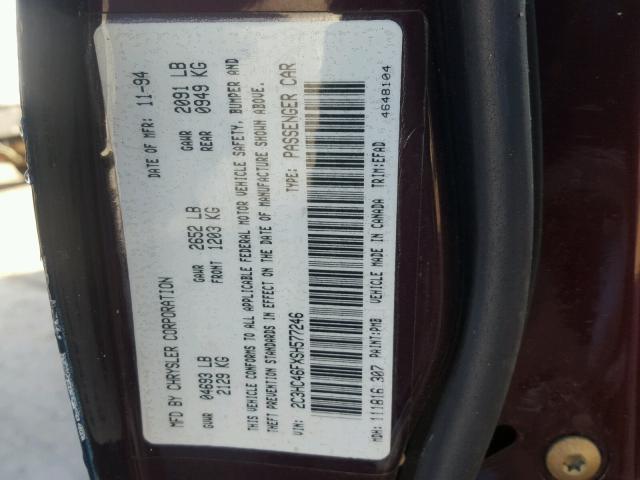 MFD BY CHRYSLER CORPORATION DATE OF MFR: 11-94
GVWR 04693 LB GAWR 2652 LB GAWR 2091 LB
2129 KG FRONT 1203 KG REAR 0949 KG
THIS VEHICLE CONFORMS TO ALL APPLICABLE FEDERAL MOTOR VEHICLE SAFETY, BUMPER AND
THEFT PREVENTION STANDARDS IN EFFECT ON THE DATE OF MANUFACTURE SHOWN ABOVE.
VIN: 2C3HC46FXSH577246 TYPE: PASSENGER CAR
MDH: 111816 307 PAINT:PMB VEHICLE MADE IN CANADA TRIM:EFAD
4648104